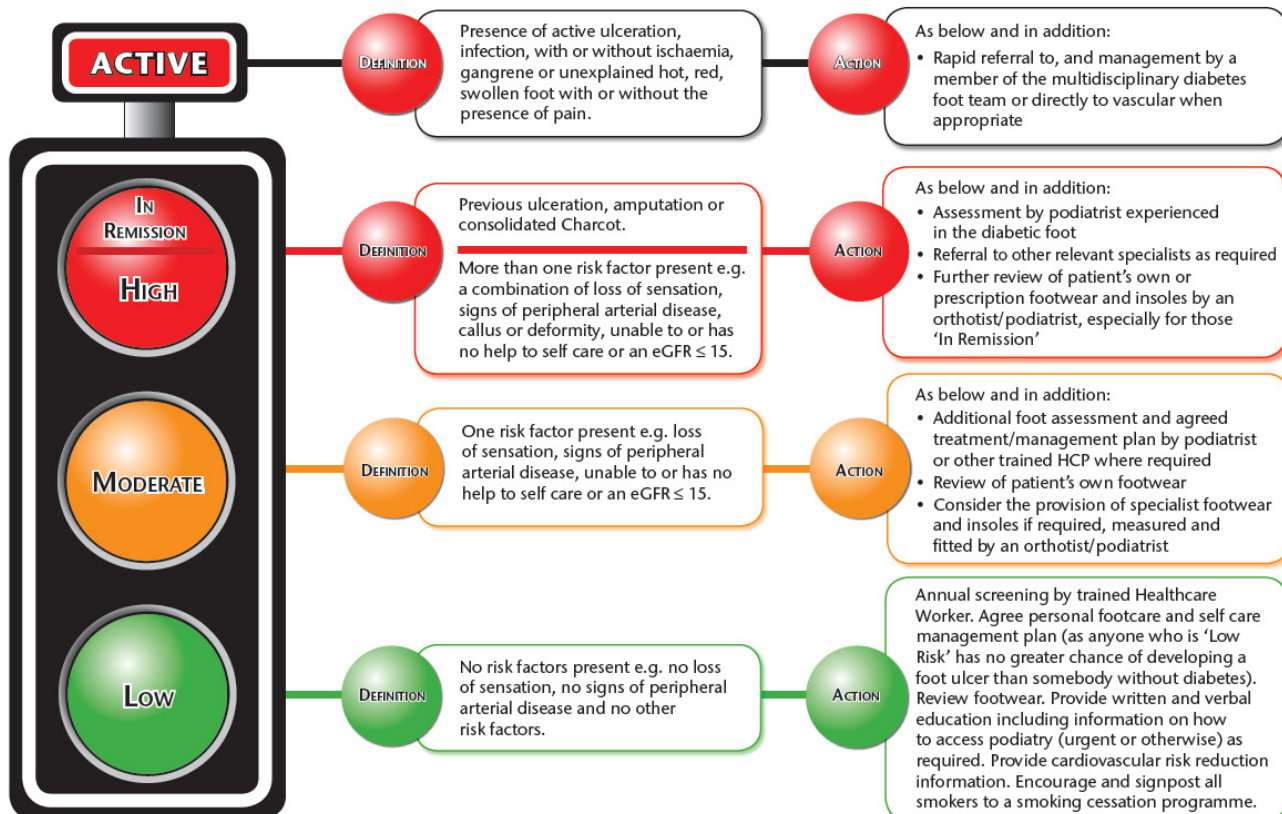 ACTIVE
DEFINITION
Presence of active ulceration,
infection, with or without ischaemia,
gangrene or unexplained hot, red,
swollen foot with or without the
presence of pain.
ACTION
As below and in addition:
• Rapid referral to, and management by a
member of the multidisciplinary diabetes
foot team or directly to vascular when
appropriate
IN
REMISSION
HIGH
DEFINITION
Previous ulceration, amputation or
consolidated Charcot.
More than one risk factor present e.g.
a combination of loss of sensation,
signs of peripheral arterial disease,
callus or deformity, unable to or has
no help to self care or an eGFR ≤ 15.
ACTION
As below and in addition:
• Assessment by podiatrist experienced
in the diabetic foot
• Referral to other relevant specialists as required
• Further review of patient’s own or
prescription footwear and insoles by an
orthotist/podiatrist, especially for those
‘In Remission’
MODERATE
DEFINITION
One risk factor present e.g. loss
of sensation, signs of peripheral
arterial disease, unable to or has no
help to self care or an eGFR ≤ 15.
ACTION
As below and in addition:
• Additional foot assessment and agreed
treatment/management plan by podiatrist
or other trained HCP where required
• Review of patient’s own footwear
• Consider the provision of specialist footwear
and insoles if required, measured and
fitted by an orthotist/podiatrist
LOW
DEFINITION
No risk factors present e.g. no loss
of sensation, no signs of peripheral
arterial disease and no other
risk factors.
ACTION
Annual screening by trained Healthcare
Worker. Agree personal footcare and self care
management plan (as anyone who is ‘Low
Risk’ has no greater chance of developing a
foot ulcer than somebody without diabetes).
Review footwear. Provide written and verbal
education including information on how
to access podiatry (urgent or otherwise) as
required. Provide cardiovascular risk reduction
information. Encourage and signpost all
smokers to a smoking cessation programme.